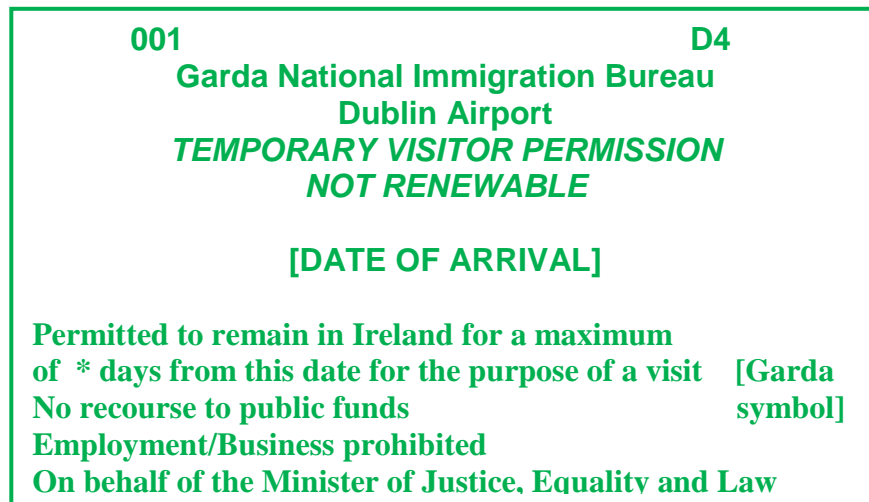 001 D4
Garda National Immigration Bureau
Dublin Airport
TEMPORARY VISITOR PERMISSION
NOT RENEWABLE
[DATE OF ARRIVAL]
Permitted to remain in Ireland for a maximum
of * days from this date for the purpose of a visit [Garda
No recourse to public funds symbol]
Employment/Business prohibited
On behalf of the Minister of Justice, Equality and Law